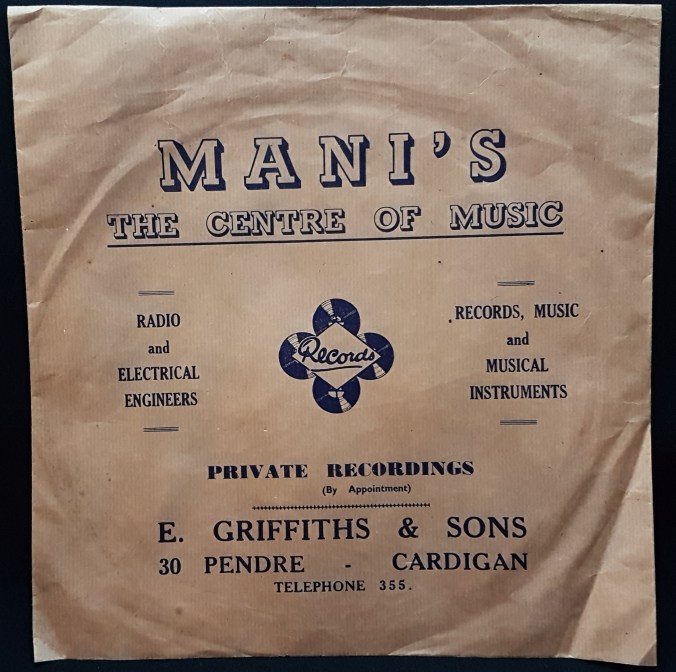 MANI'S
THE CENTRE OF MUSIC
RADIO
and
ELECTRICAL
ENGINEERS
Records
RECORDS, MUSIC
and
MUSICAL
INSTRUMENTS
PRIVATE RECORDINGS
(By Appointment)
E. GRIFFITHS & SONS
30 PENDRE - CARDIGAN
TELEPHONE 355.